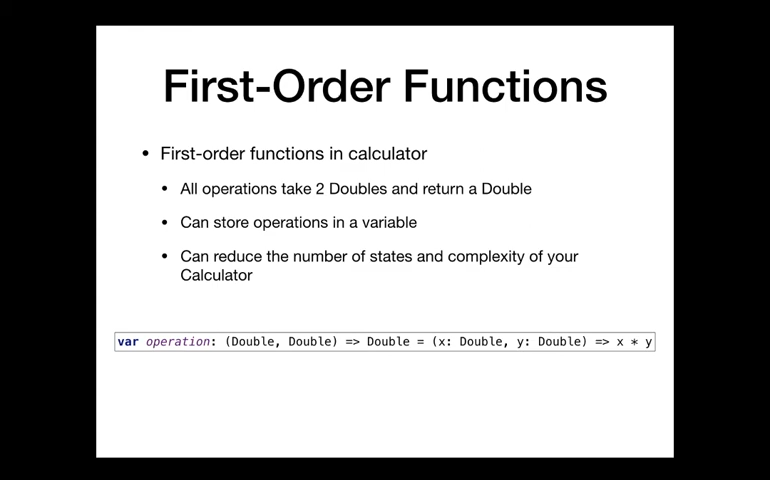 First-Order Functions
• First-order functions in calculator
• All operations take 2 Doubles and return a Double
• Can store operations in a variable
• Can reduce the number of states and complexity of your
Calculator
var operation: (Double, Double) => Double = (x: Double, y: Double) => x * y